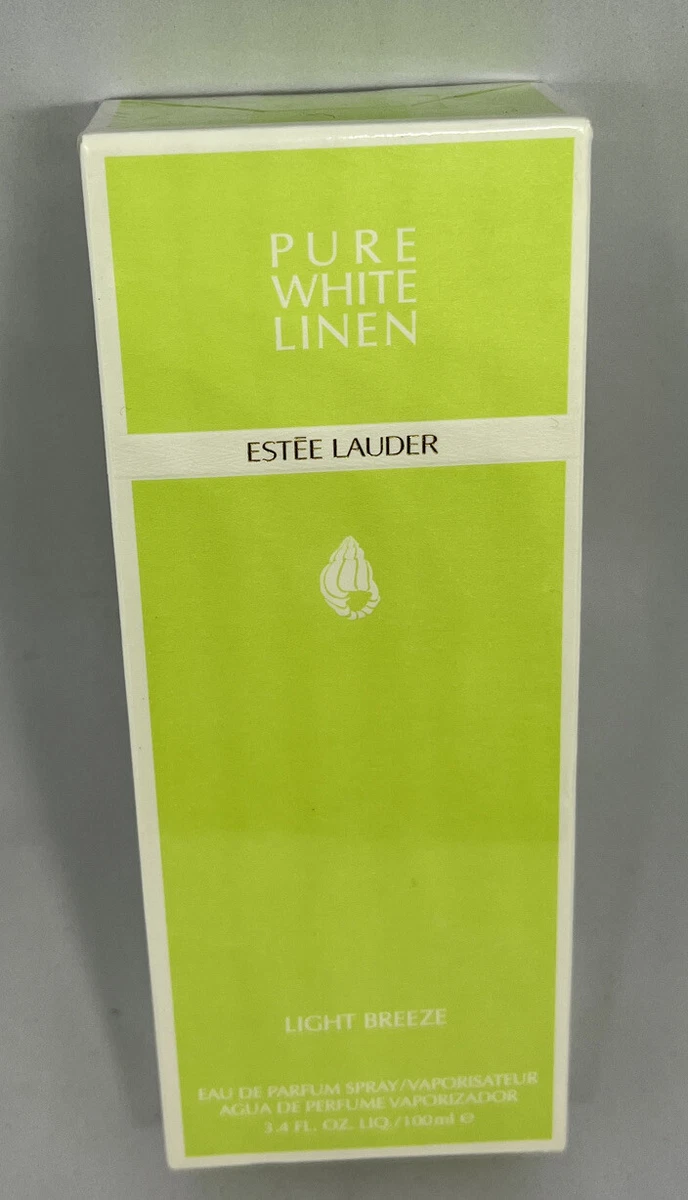 PURE
WHITE
LINEN
ESTĒE LAUDER
LIGHT BREEZE
EAU DE PARFUM SPRAY/VAPORISATEUR
AGUA DE PERFUME VAPORIZADOR
3.4 FL. OZ. LIQ./100ml ℮